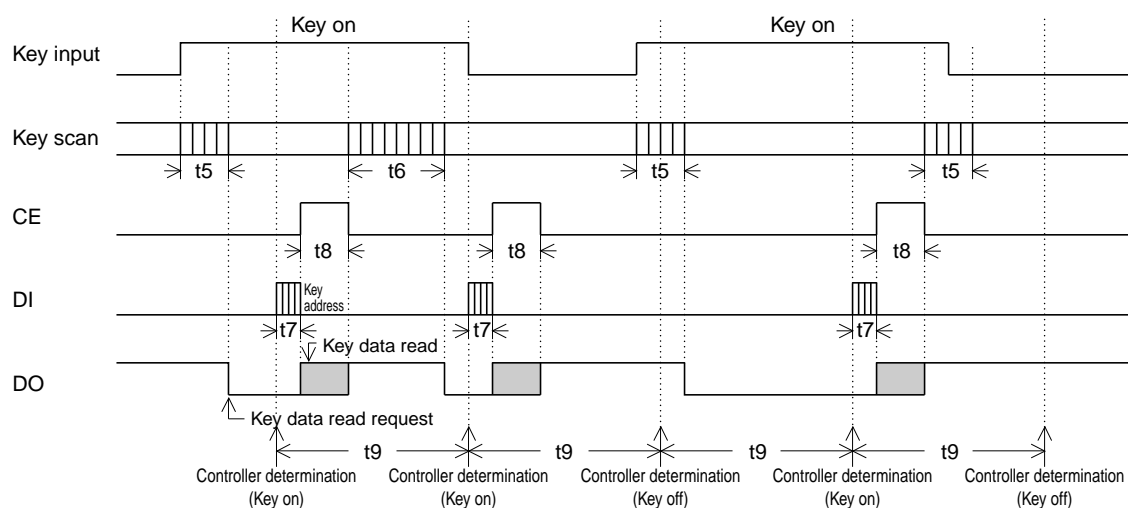 Key on
Key on
Key input
Key scan
t5
t6
t5
t5
CE
t8
t8
t8
DI
Key
address
t7
t7
t7
Key data read
DO
Key data read request
t9
t9
t9
t9
Controller determination
(Key on)
Controller determination
(Key on)
Controller determination
(Key off)
Controller determination
(Key on)
Controller determination
(Key off)